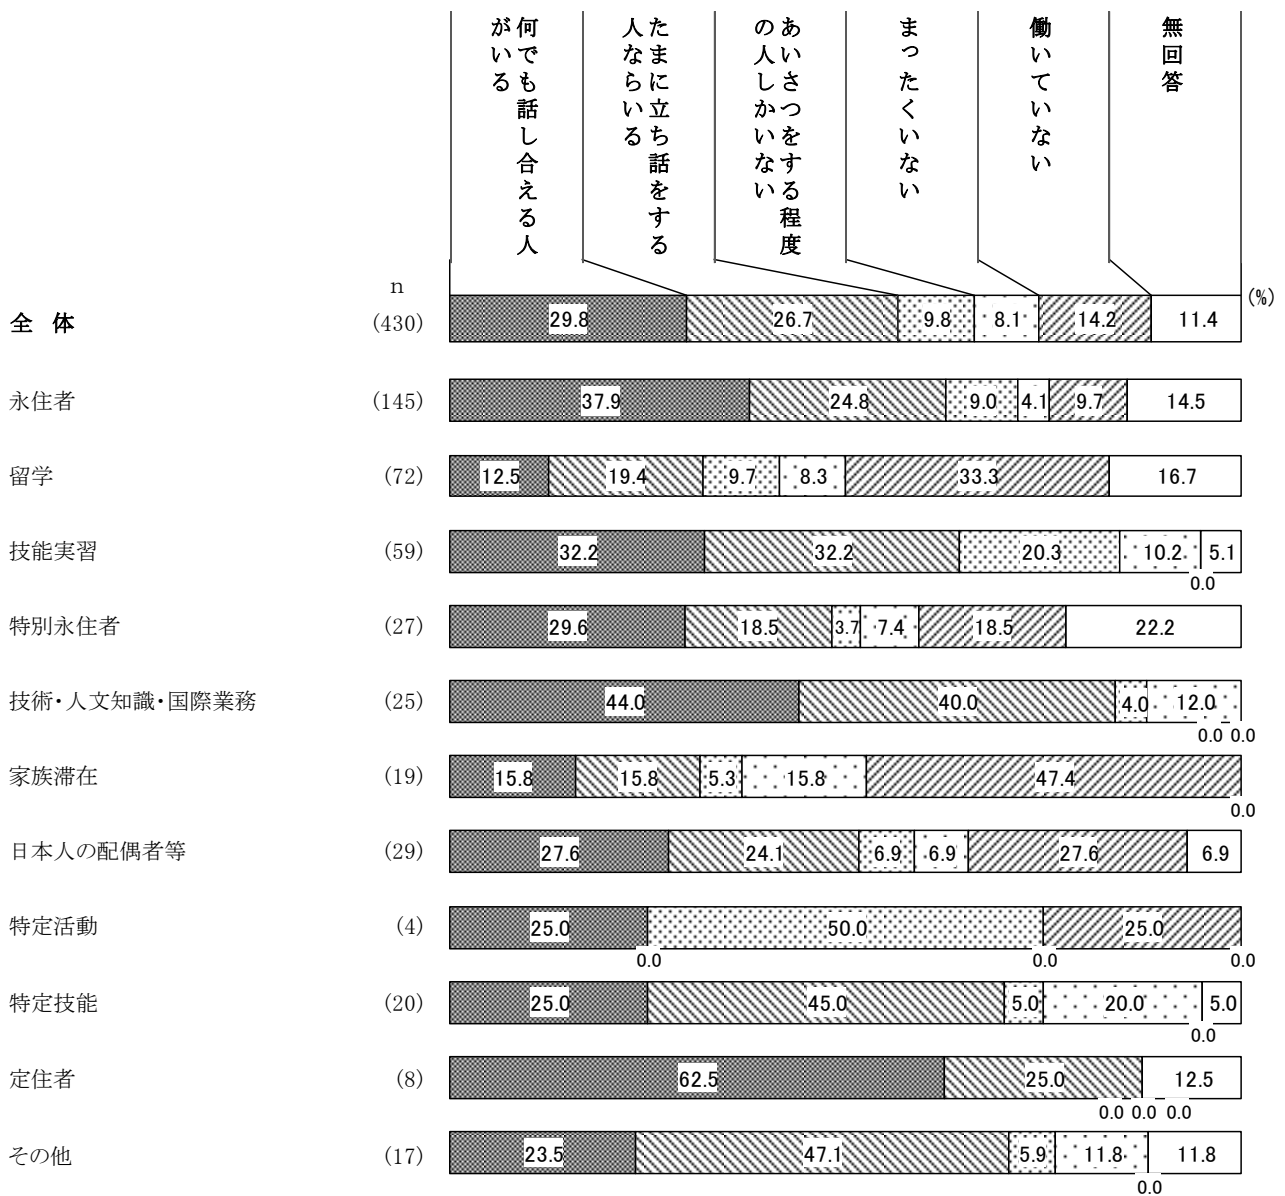 何でも話し合える人
がいる
たまに立ち話をする
人ならいる
あいさつをする程度
の人しかいない
まったくいない
働いていない
無回答
n
(%)
全 体 (430) 29.8 26.7 9.8 8.1 14.2 11.4
永住者 (145) 37.9 24.8 9.0 4.1 9.7 14.5
留学 (72) 12.5 19.4 9.7 8.3 33.3 16.7
技能実習 (59) 32.2 32.2 20.3 10.2 5.1
0.0
特別永住者 (27) 29.6 18.5 3.7 7.4 18.5 22.2
技術・人文知識・国際業務 (25) 44.0 40.0 4.0 12.0
0.0 0.0
家族滞在 (19) 15.8 15.8 5.3 15.8 47.4
0.0
日本人の配偶者等 (29) 27.6 24.1 6.9 6.9 27.6 6.9
特定活動 (4) 25.0 50.0 25.0
0.0 0.0 0.0
特定技能 (20) 25.0 45.0 5.0 20.0 5.0
0.0
定住者 (8) 62.5 25.0 12.5
0.0 0.0 0.0
その他 (17) 23.5 47.1 5.9 11.8 11.8
0.0